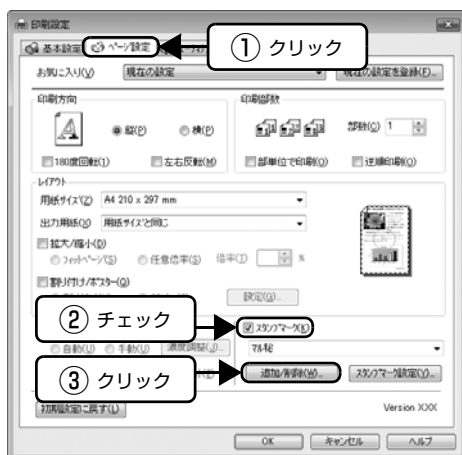 印刷設定
基本設定 ページ設定
① クリック
お気に入り(V) 現在の設定 現在の設定を登録(F)...
印刷方向 印刷部数
縦(P) 横(R) 部数(C) 1
180度回転(1) 左右反転(M) 部単位で印刷(O) 逆順印刷(O)
レイアウト
用紙サイズ(Z) A4 210 x 297 mm
出力用紙(X) 用紙サイズと同じ
拡大/縮小(D)
フィットページ(S) 任意倍率(S) 倍率(T) %
割り付け/ポスター(Q)
設定(G)...
② チェック スタンプマーク(K)
自動(U) 手動(X) 濃度調整(J)... マル秘
③ クリック 追加/削除(W)... スタンプマーク設定(Y)...
初期設定に戻す(L) Version X.XX
OK キャンセル ヘルプ